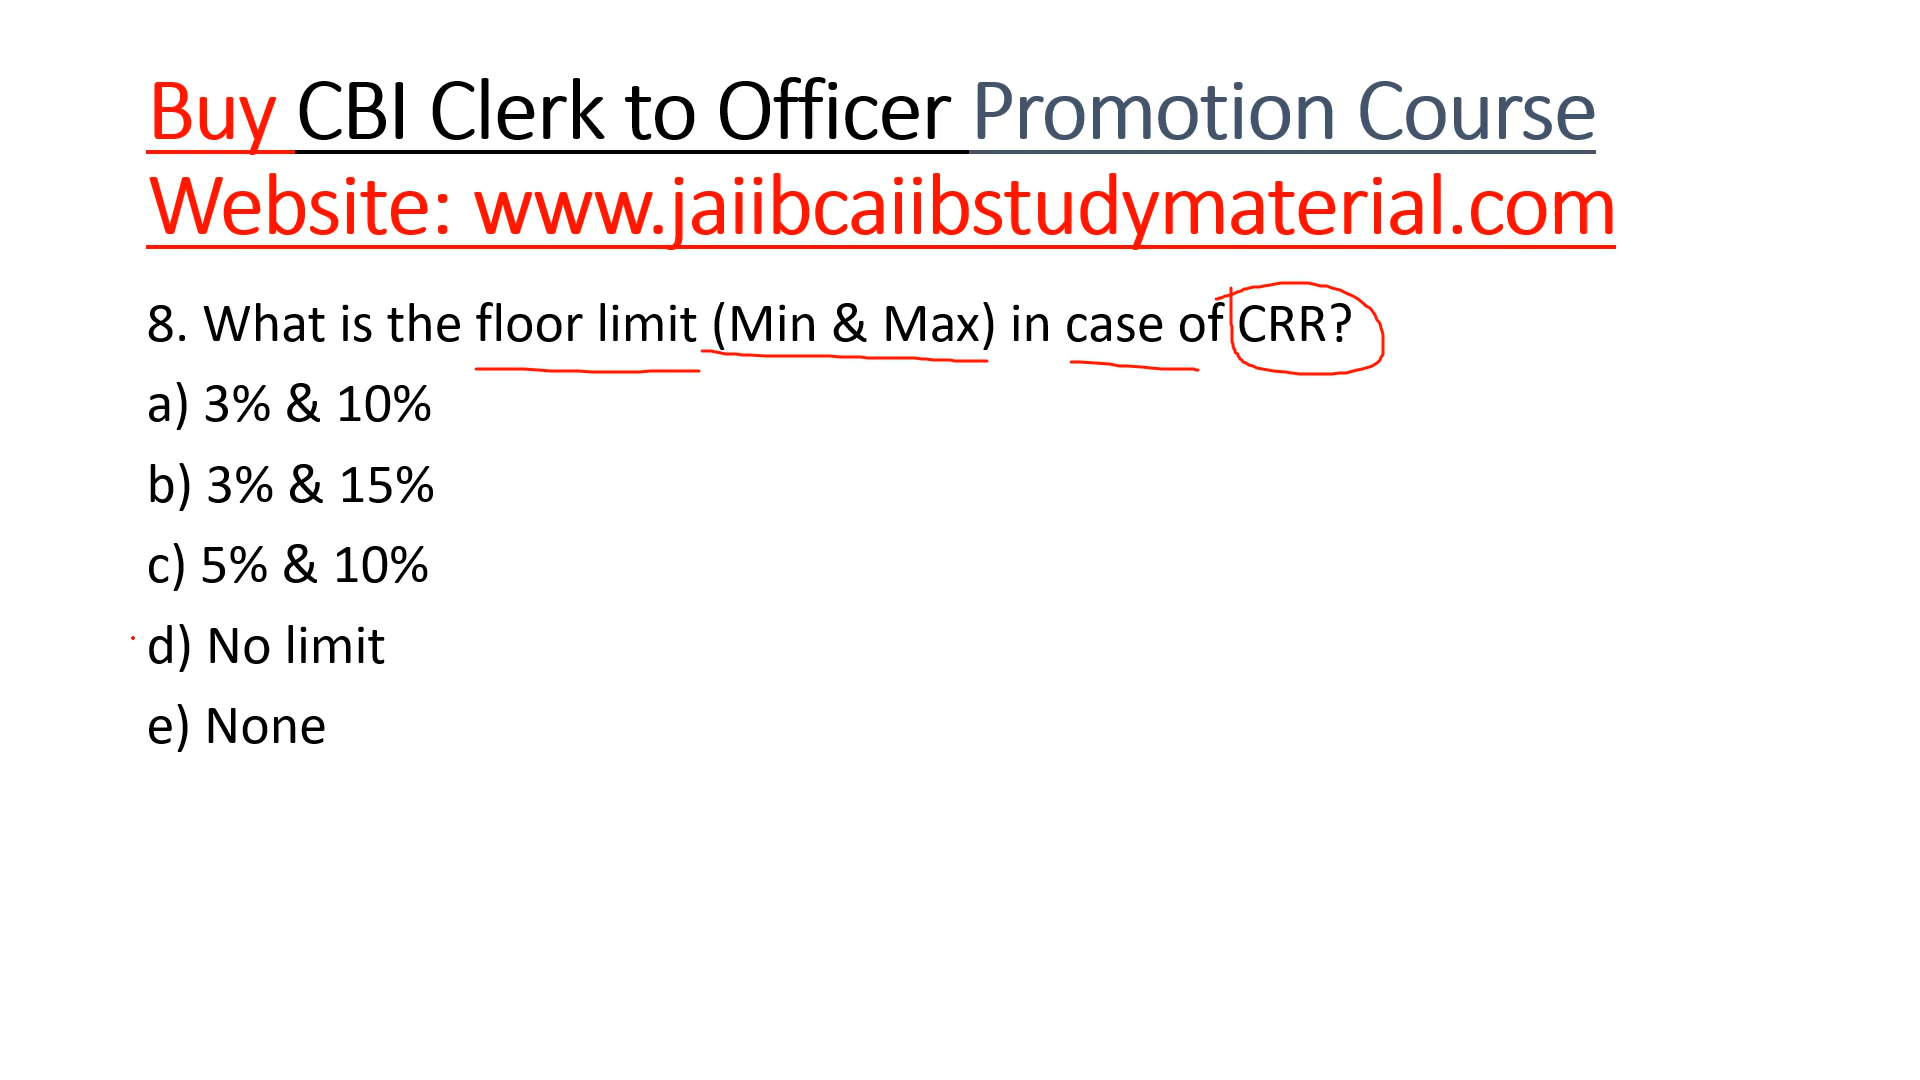 Buy CBI Clerk to Officer Promotion Course
Website: www.jaiibcaiibstudymaterial.com
8. What is the floor limit (Min & Max) in case of CRR?
a) 3% & 10%
b) 3% & 15%
c) 5% & 10%
d) No limit
e) None